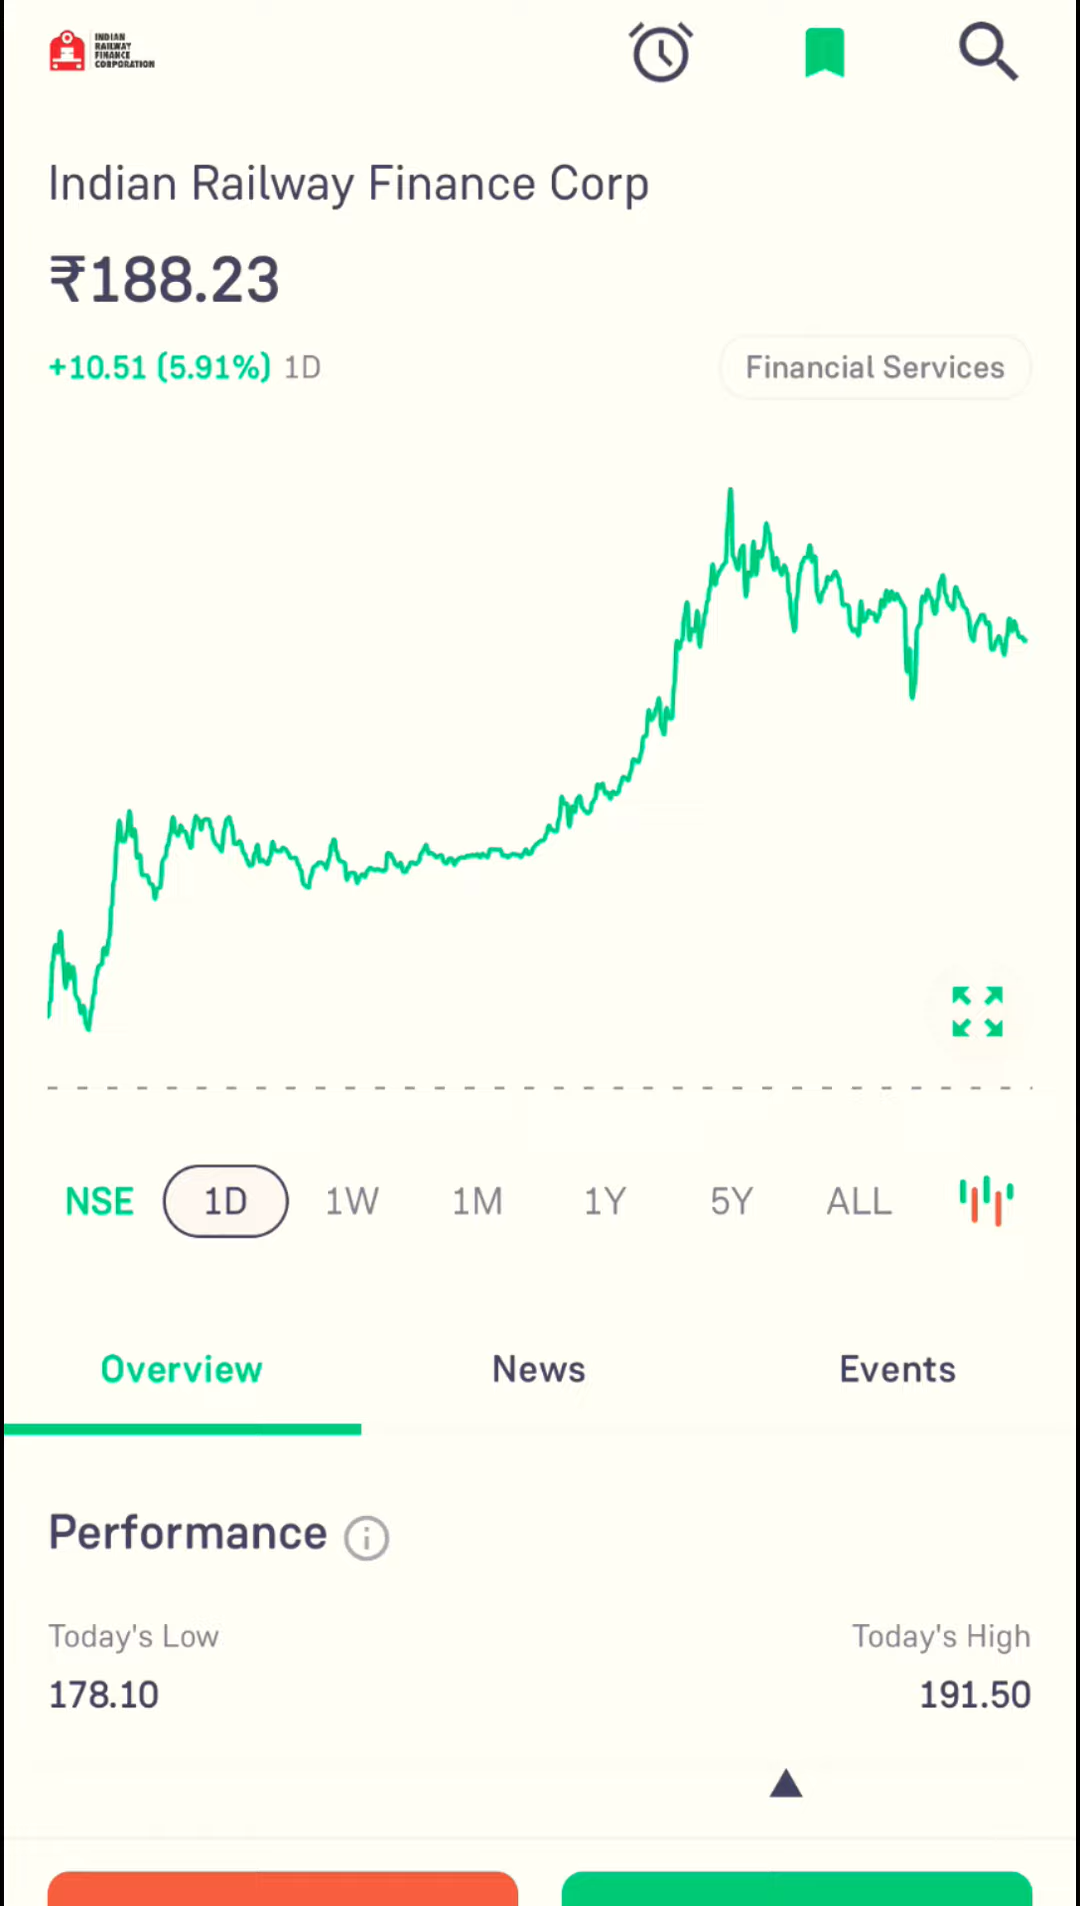 INDIAN
RAILWAY
FINANCE
CORPORATION
Indian Railway Finance Corp
₹188.23
+10.51 (5.91%) 1D
Financial Services
NSE 1D 1W 1M 1Y 5Y ALL
Overview News Events
Performance
Today's Low Today's High
178.10 191.50